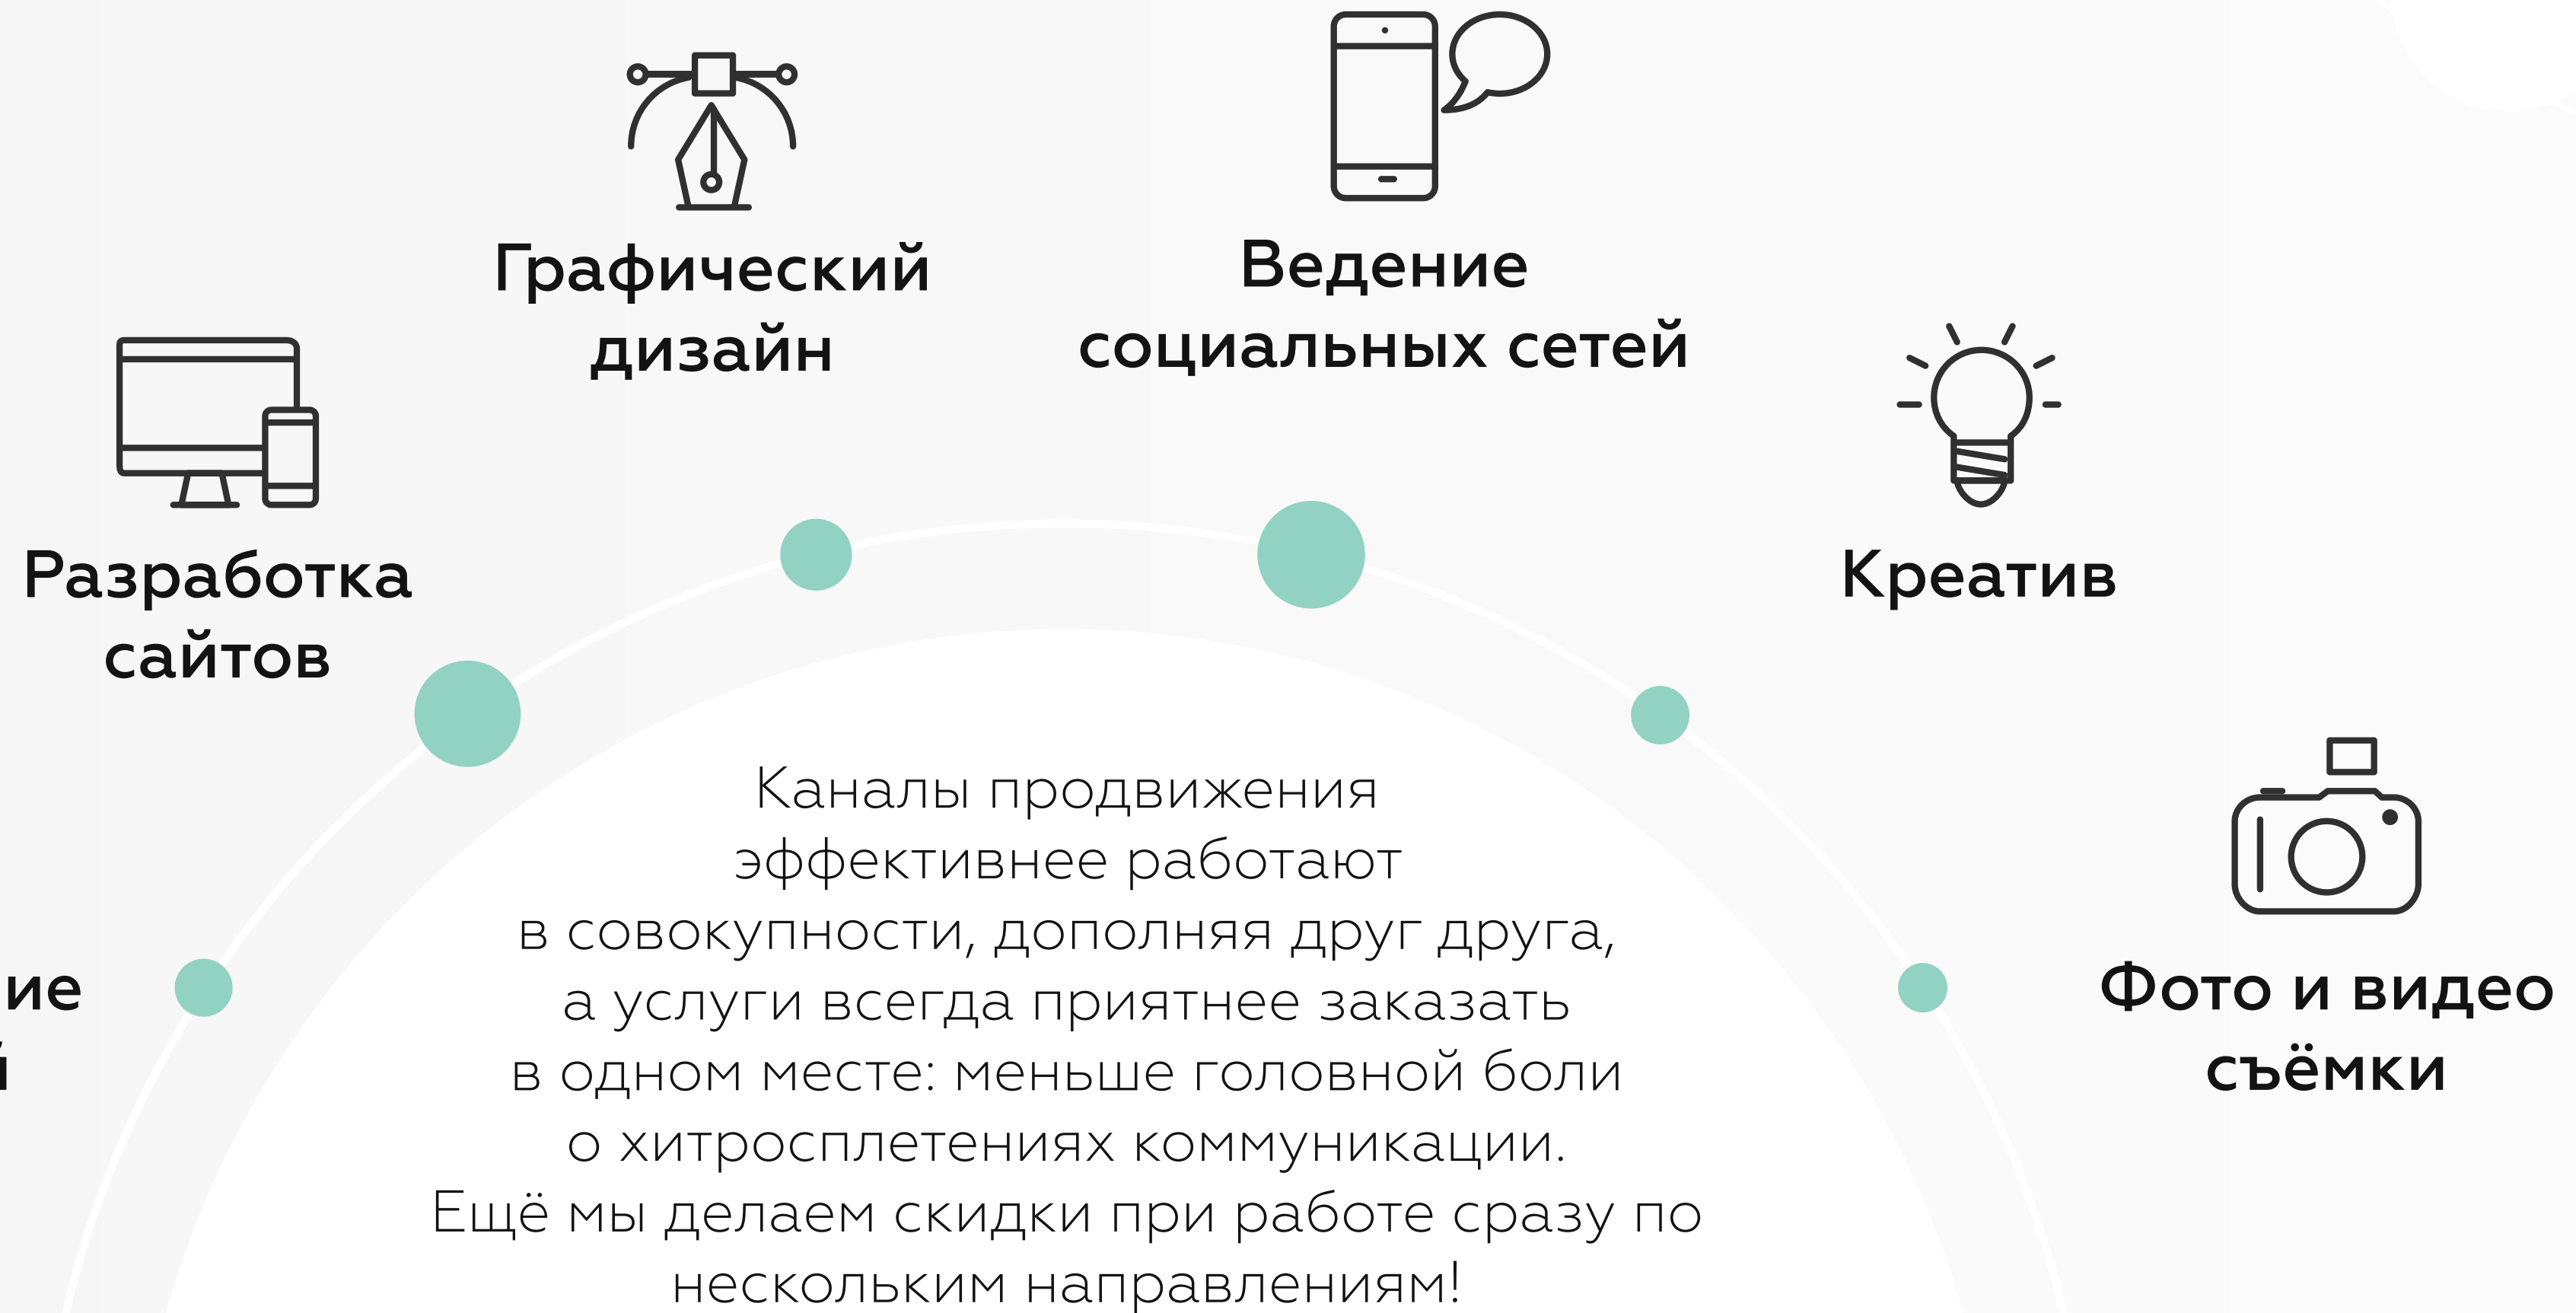 Графический
дизайн
Ведение
социальных сетей
Разработка
сайтов
Креатив
Фото и видео
съёмки
Каналы продвижения
эффективнее работают
в совокупности, дополняя друг друга,
а услуги всегда приятнее заказать
в одном месте: меньше головной боли
о хитросплетениях коммуникации.
Ещё мы делаем скидки при работе сразу по
нескольким направлениям!